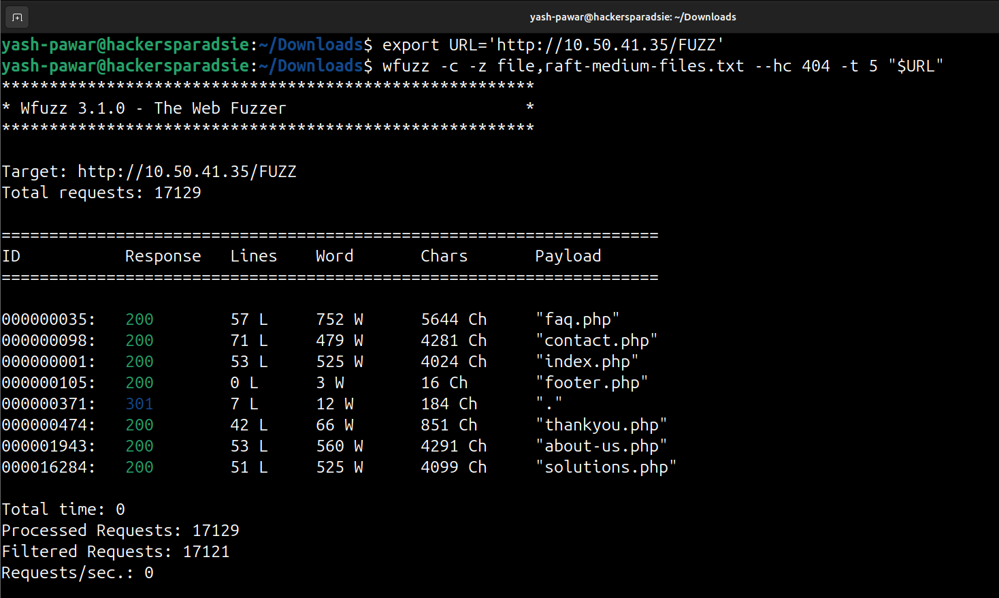 yash-pawar@hackersparadsie: ~/Downloads
yash-pawar@hackersparadsie:~/Downloads$ export URL='http://10.50.41.35/FUZZ'
yash-pawar@hackersparadsie:~/Downloads$ wfuzz -c -z file,raft-medium-files.txt --hc 404 -t 5 "$URL"
********************************************************
* Wfuzz 3.1.0 - The Web Fuzzer                         *
********************************************************
Target: http://10.50.41.35/FUZZ
Total requests: 17129
=====================================================================
ID           Response   Lines    Word       Chars       Payload
=====================================================================
000000035:   200        57 L     752 W      5644 Ch     "faq.php"
000000098:   200        71 L     479 W      4281 Ch     "contact.php"
000000001:   200        53 L     525 W      4024 Ch     "index.php"
000000105:   200        0 L      3 W        16 Ch       "footer.php"
000000371:   301        7 L      12 W       184 Ch      "."
000000474:   200        42 L     66 W       851 Ch      "thankyou.php"
000001943:   200        53 L     560 W      4291 Ch     "about-us.php"
000016284:   200        51 L     525 W      4099 Ch     "solutions.php"
Total time: 0
Processed Requests: 17129
Filtered Requests: 17121
Requests/sec.: 0